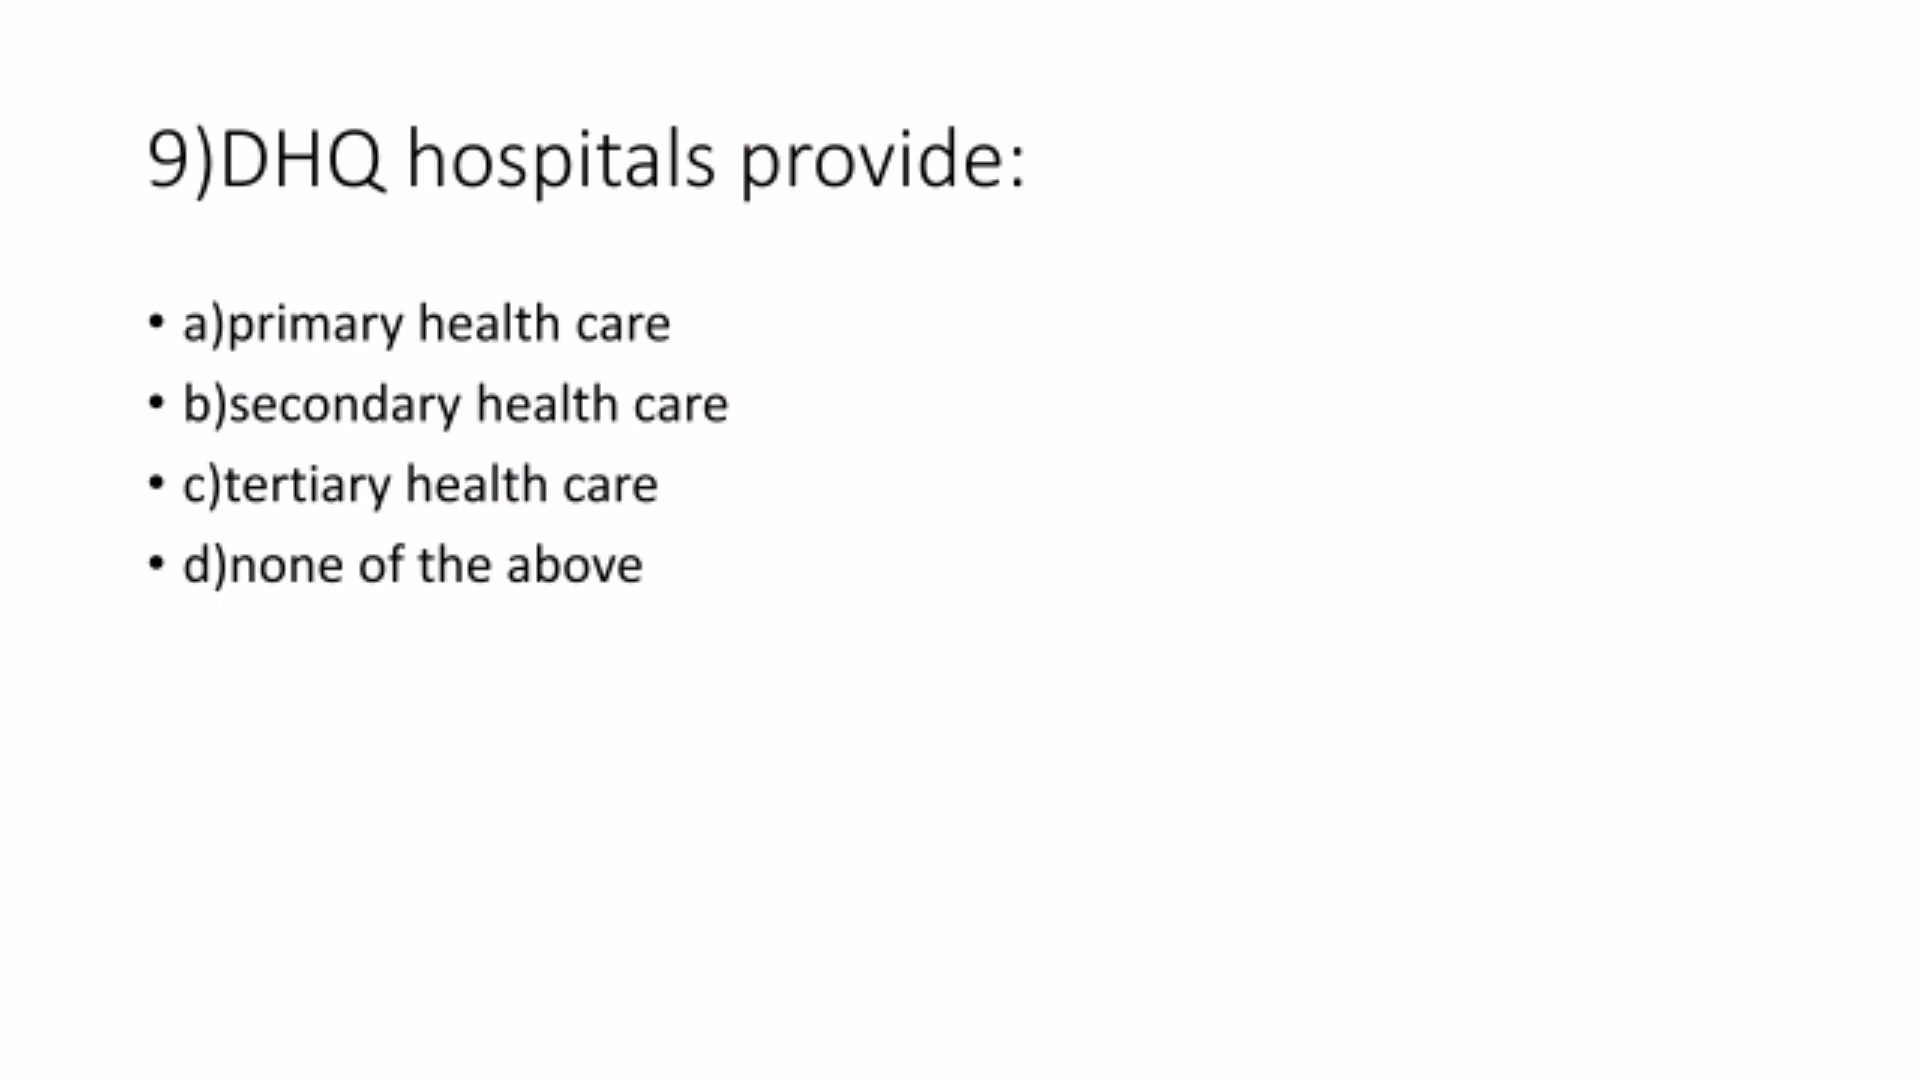 9)DHQ hospitals provide:
• a)primary health care
• b)secondary health care
• c)tertiary health care
• d)none of the above